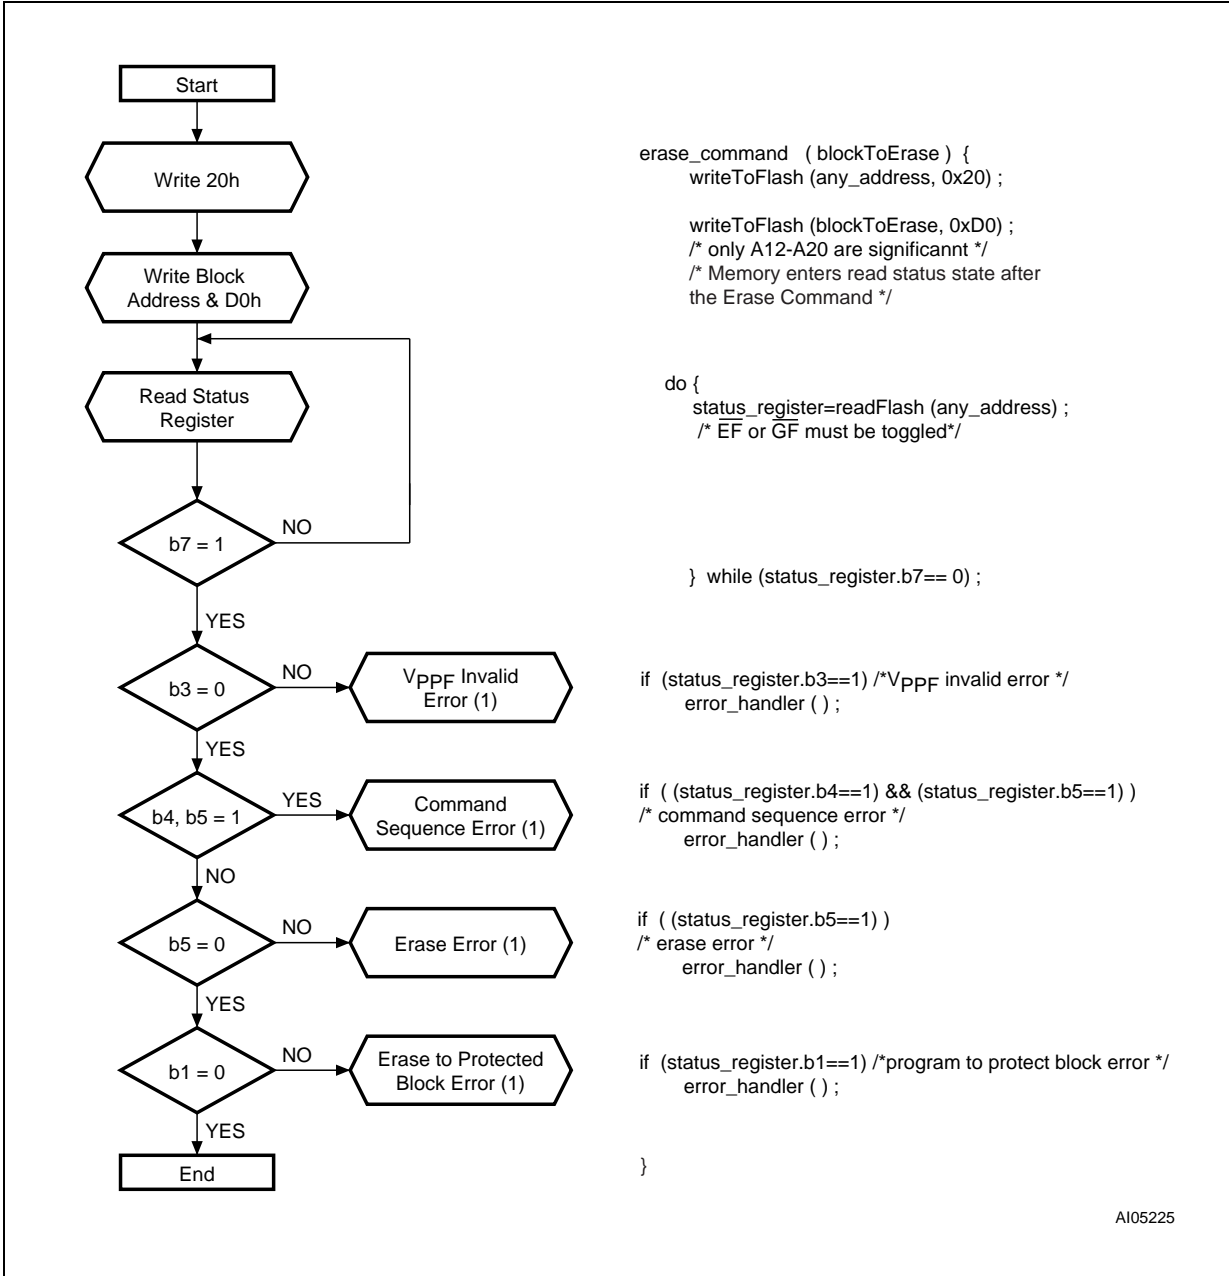 Start
Write 20h
Write Block
Address & D0h
Read Status
Register
b7 = 1
NO
YES
b3 = 0
NO
VPPF Invalid
Error (1)
YES
b4, b5 = 1
YES
Command
Sequence Error (1)
NO
b5 = 0
NO
Erase Error (1)
YES
b1 = 0
NO
Erase to Protected
Block Error (1)
YES
End
erase_command ( blockToErase ) {
writeToFlash (any_address, 0x20) ;
writeToFlash (blockToErase, 0xD0) ;
/* only A12-A20 are significannt */
/* Memory enters read status state after
the Erase Command */
do {
status_register=readFlash (any_address) ;
/* E̅F̅ or G̅F̅ must be toggled*/
} while (status_register.b7== 0) ;
if (status_register.b3==1) /*VPPF invalid error */
error_handler ( ) ;
if ( (status_register.b4==1) && (status_register.b5==1) )
/* command sequence error */
error_handler ( ) ;
if ( (status_register.b5==1) )
/* erase error */
error_handler ( ) ;
if (status_register.b1==1) /*program to protect block error */
error_handler ( ) ;
}
AI05225